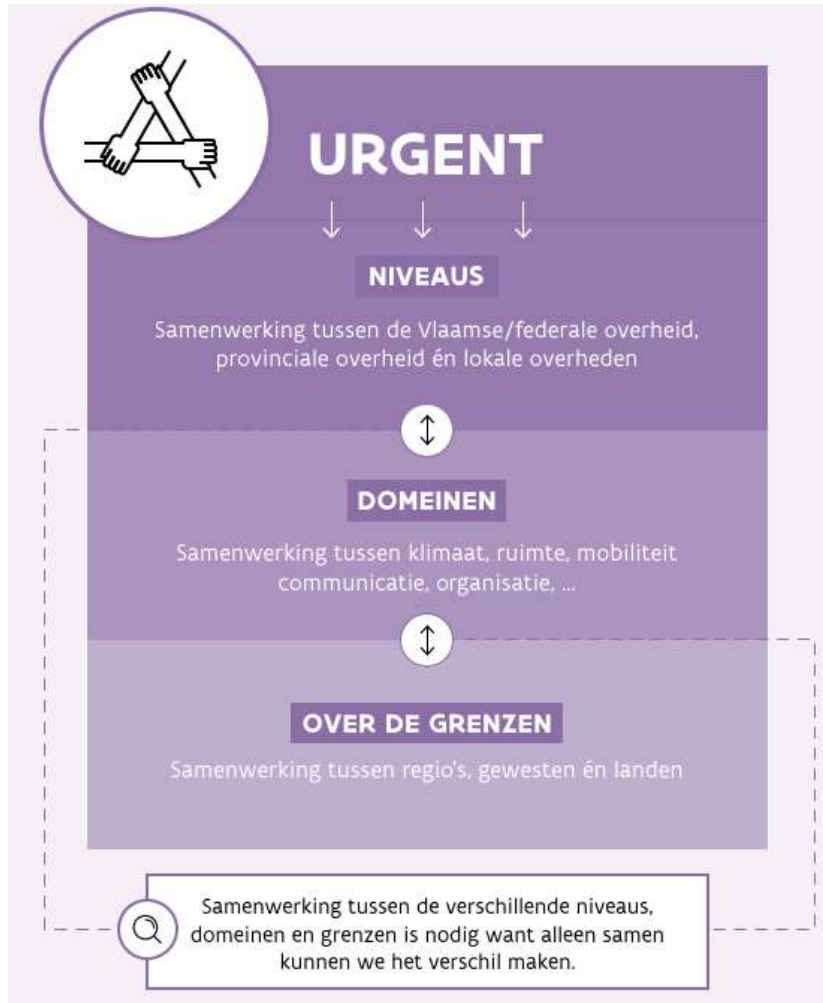 URGENT
NIVEAUS
Samenwerking tussen de Vlaamse/federale overheid,
provinciale overheid én lokale overheden
DOMEINEN
Samenwerking tussen klimaat, ruimte, mobiliteit
communicatie, organisatie, ...
OVER DE GRENZEN
Samenwerking tussen regio's, gewesten én landen
Samenwerking tussen de verschillende niveaus,
domeinen en grenzen is nodig want alleen samen
kunnen we het verschil maken.